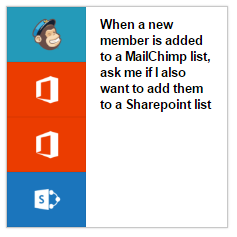 When a new
member is added
to a MailChimp list,
ask me if I also
want to add them
to a Sharepoint list
S